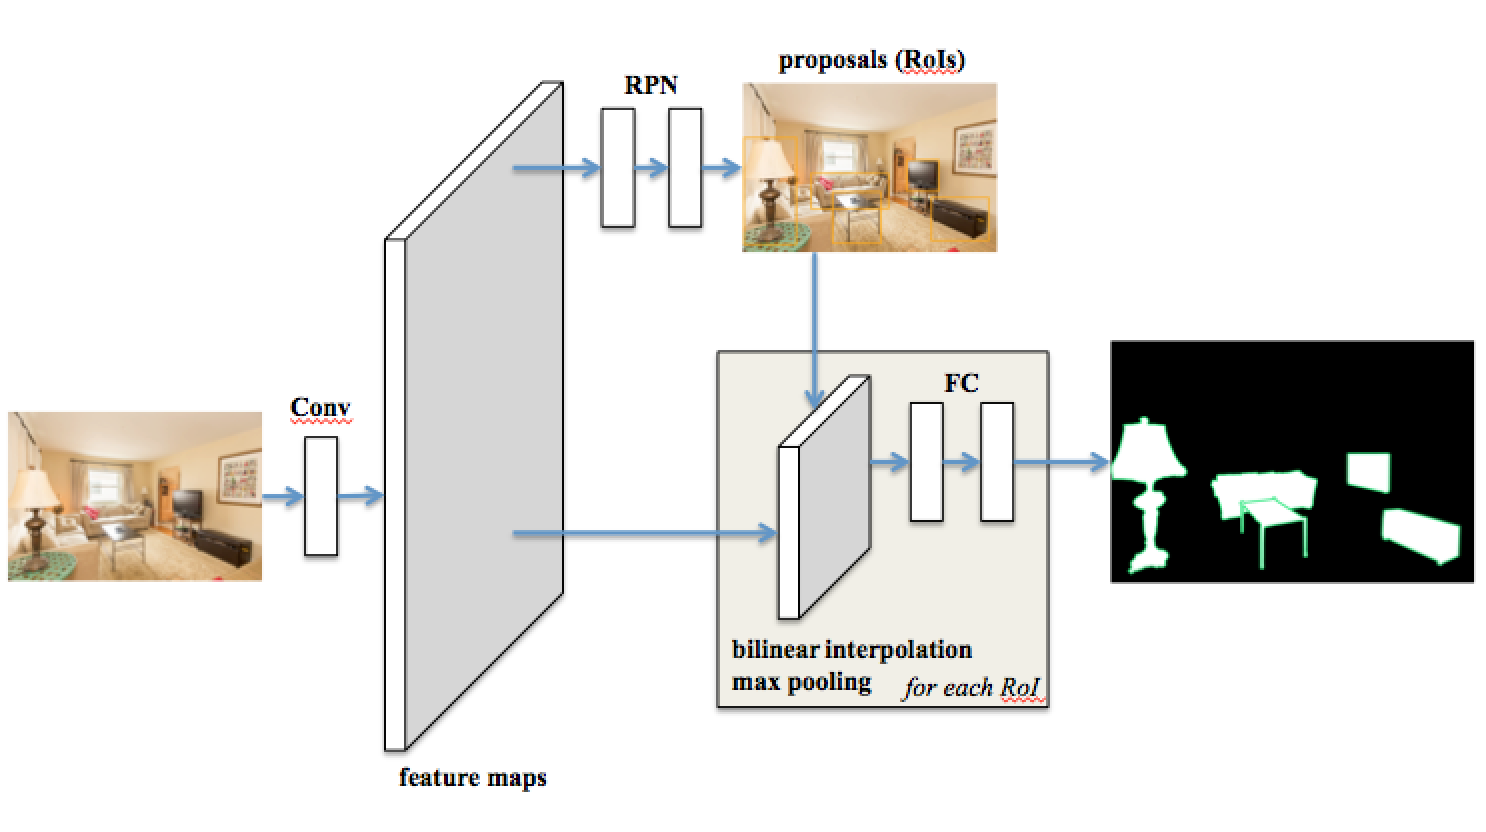 proposals (RoIs)
RPN
Conv
FC
bilinear interpolation
max pooling
for each RoI
feature maps